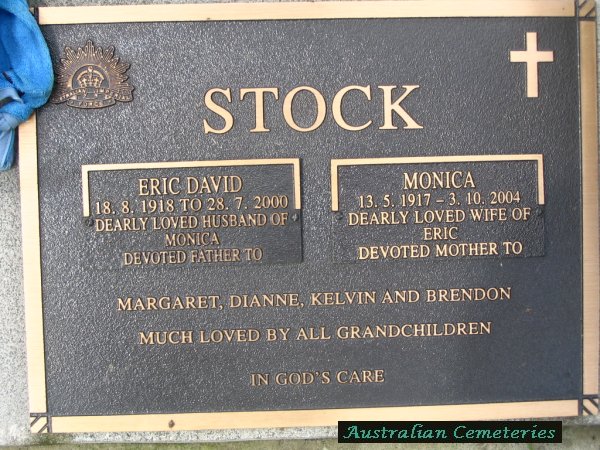 STOCK
ERIC DAVID
18. 8. 1918 TO 28. 7. 2000
DEARLY LOVED HUSBAND OF
MONICA
DEVOTED FATHER TO
MONICA
13. 5. 1917 – 3. 10. 2004
DEARLY LOVED WIFE OF
ERIC
DEVOTED MOTHER TO
MARGARET, DIANNE, KELVIN AND BRENDON
MUCH LOVED BY ALL GRANDCHILDREN
IN GOD'S CARE
Australian Cemeteries